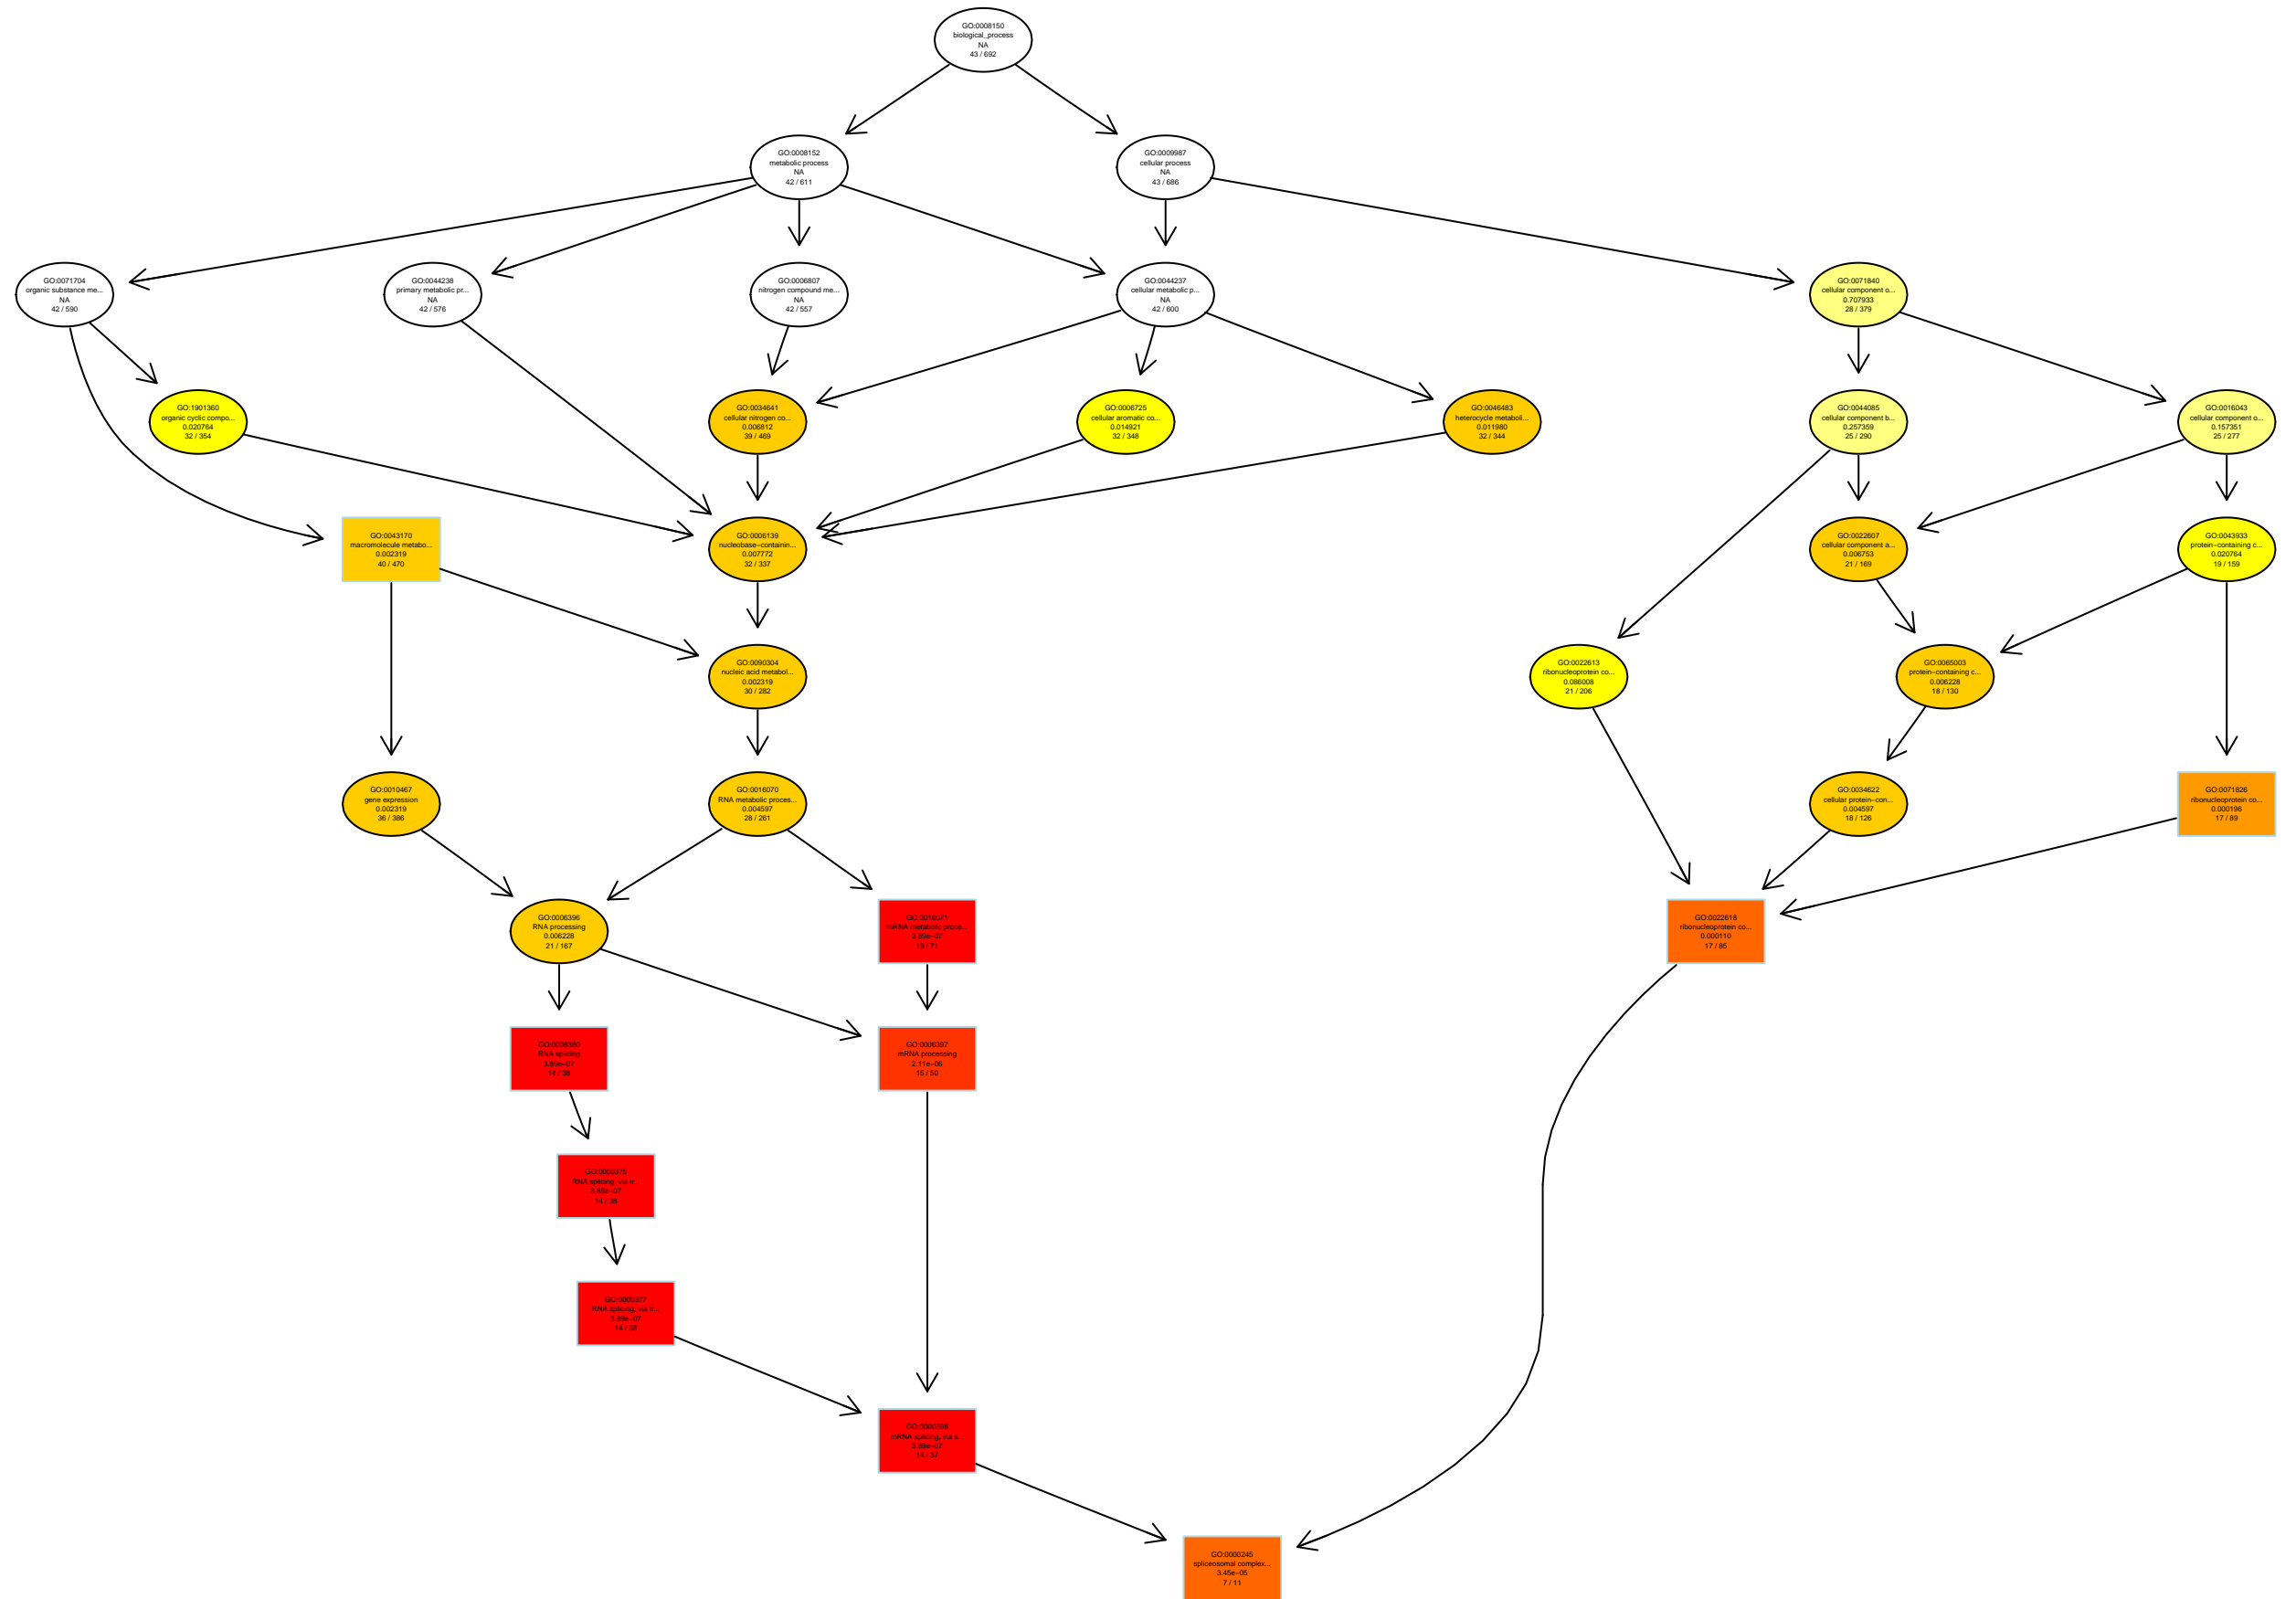 GO:0008150
biological_process
NA
43 / 692
GO:0008152
metabolic process
NA
42 / 611
GO:0009987
cellular process
NA
43 / 686
GO:0071704
organic substance me...
NA
42 / 590
GO:0044238
primary metabolic pr...
NA
42 / 576
GO:0006807
nitrogen compound me...
NA
42 / 557
GO:0044237
cellular metabolic p...
NA
42 / 600
GO:0071840
cellular component o...
0.707933
28 / 379
GO:1901360
organic cyclic compo...
0.020764
32 / 354
GO:0034641
cellular nitrogen co...
0.006812
39 / 469
GO:0006725
cellular aromatic co...
0.014921
32 / 348
GO:0046483
heterocycle metaboli...
0.011980
32 / 344
GO:0044085
cellular component b...
0.257359
25 / 290
GO:0016043
cellular component o...
0.157351
25 / 277
GO:0043170
macromolecule metabo...
0.002319
40 / 470
GO:0006139
nucleobase−containin...
0.007772
32 / 337
GO:0022607
cellular component a...
0.006753
21 / 169
GO:0043933
protein−containing c...
0.020764
19 / 159
GO:0090304
nucleic acid metabol...
0.002319
30 / 282
GO:0022613
ribonucleoprotein co...
0.086008
21 / 206
GO:0065003
protein−containing c...
0.006228
18 / 130
GO:0010467
gene expression
0.002319
36 / 386
GO:0016070
RNA metabolic proces...
0.004597
28 / 261
GO:0034622
cellular protein−con...
0.004597
18 / 126
GO:0071826
ribonucleoprotein co...
0.000196
17 / 89
GO:0006396
RNA processing
0.006228
21 / 167
GO:0016071
mRNA metabolic proce...
3.89e−07
19 / 71
GO:0022618
ribonucleoprotein co...
0.000110
17 / 85
GO:0008380
RNA splicing
3.89e−07
14 / 38
GO:0006397
mRNA processing
2.11e−06
15 / 50
GO:0000375
RNA splicing, via tr...
3.89e−07
14 / 38
GO:0000377
RNA splicing, via tr...
3.89e−07
14 / 38
GO:0000398
mRNA splicing, via s...
3.89e−07
14 / 37
GO:0000245
spliceosomal complex...
3.45e−05
7 / 11